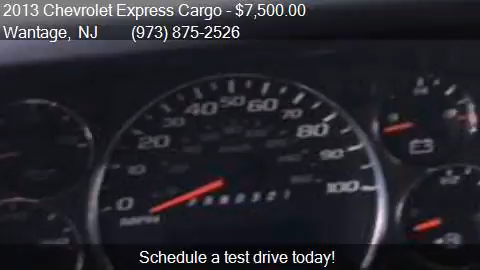 2013 Chevrolet Express Cargo - $7,500.00
Wantage, NJ (973) 875-2526
0 10 20 30 40 50 60 70 80 90 100
MPH
Schedule a test drive today!